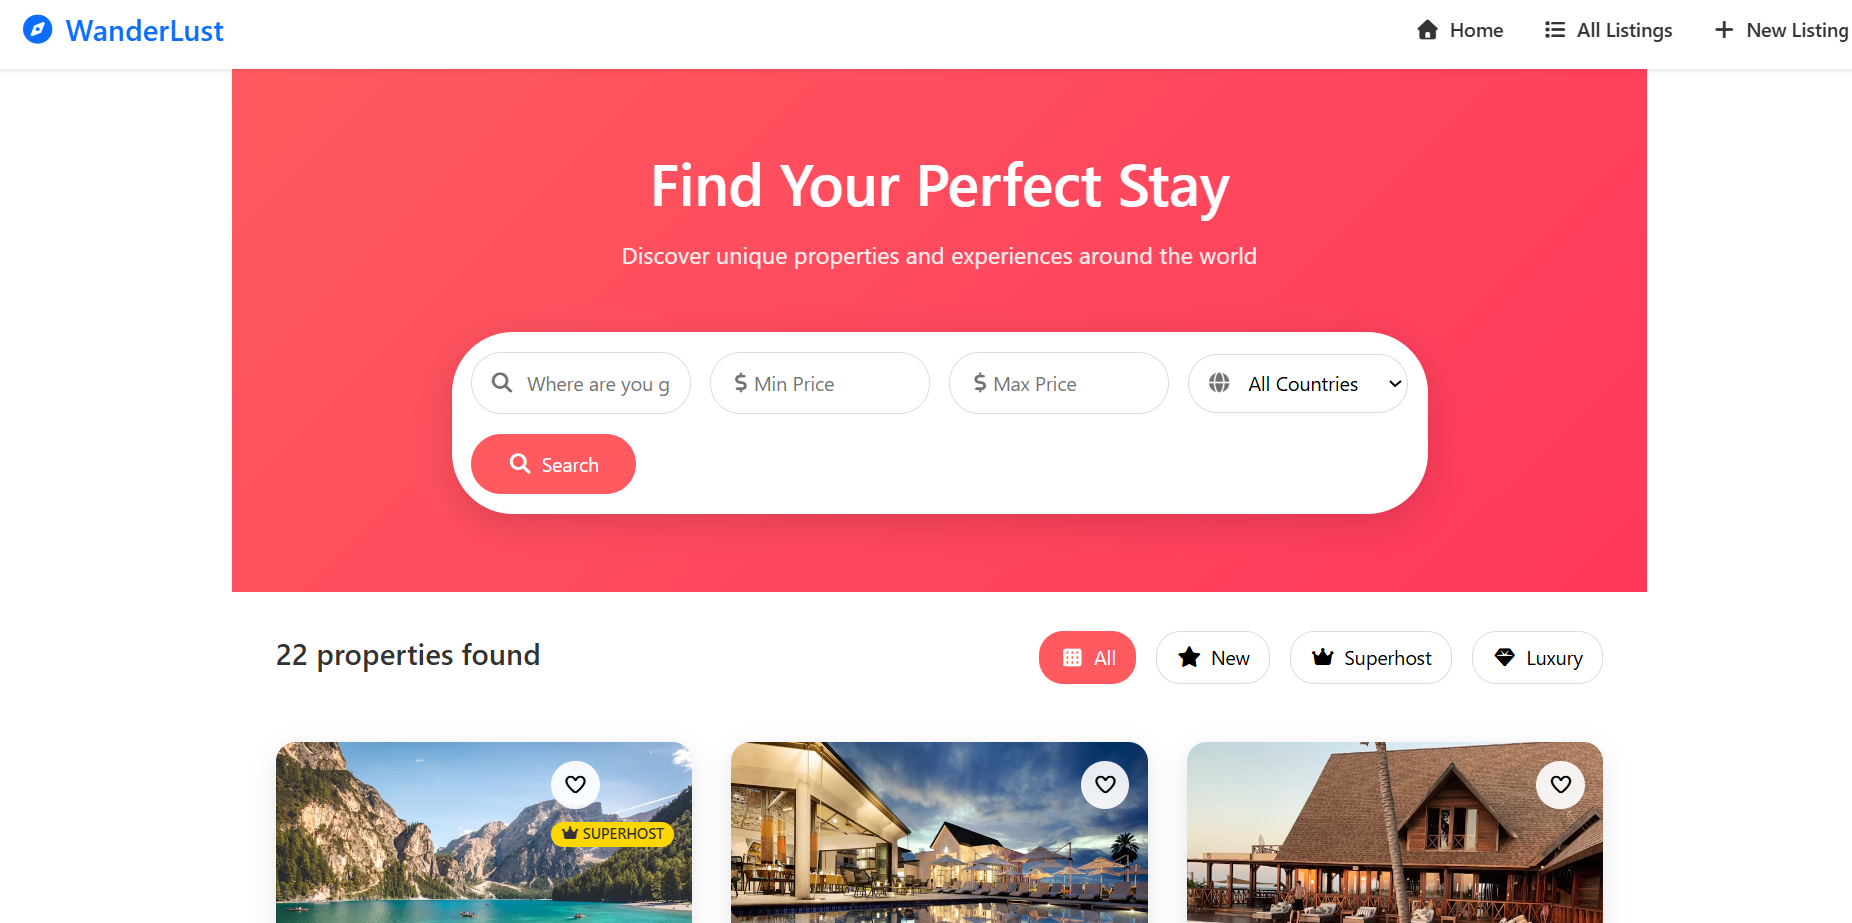 WanderLust
Home
All Listings
New Listing
Find Your Perfect Stay
Discover unique properties and experiences around the world
Where are you g
$ Min Price
$ Max Price
All Countries
Search
22 properties found
All
New
Superhost
Luxury
SUPERHOST